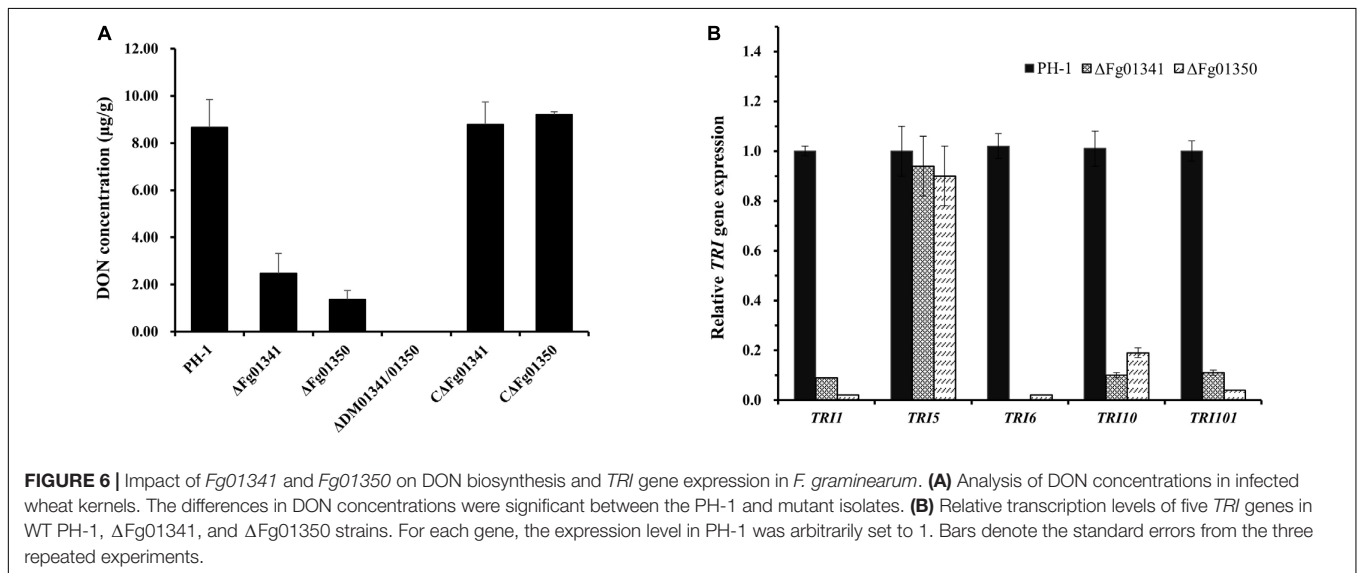 A
12.00
10.00
8.00
6.00
4.00
2.00
0.00
DON concentration (µg/g)
PH-1
ΔFg01341
ΔFg01350
ΔDM01341/01350
CΔFg01341
CΔFg01350
B
1.4
1.2
1.0
0.8
0.6
0.4
0.2
0.0
Relative TRI gene expression
PH-1 ΔFg01341 ΔFg01350
TRI1 TRI5 TRI6 TRI10 TRI101
FIGURE 6 | Impact of Fg01341 and Fg01350 on DON biosynthesis and TRI gene expression in F. graminearum. (A) Analysis of DON concentrations in infected
wheat kernels. The differences in DON concentrations were significant between the PH-1 and mutant isolates. (B) Relative transcription levels of five TRI genes in
WT PH-1, ΔFg01341, and ΔFg01350 strains. For each gene, the expression level in PH-1 was arbitrarily set to 1. Bars denote the standard errors from the three
repeated experiments.